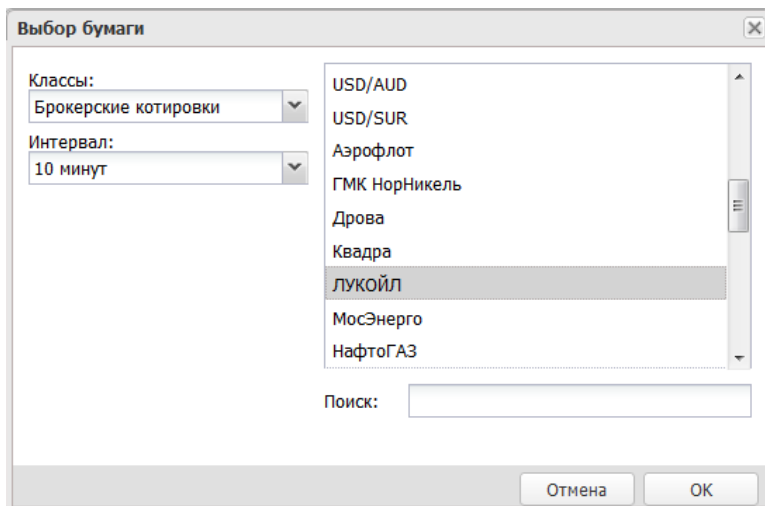 Выбор бумаги
Классы:
Брокерские котировки
Интервал:
10 минут
USD/AUD
USD/SUR
Аэрофлот
ГМК НорНикель
Дрова
Квадра
ЛУКОЙЛ
МосЭнерго
НафтоГАЗ
Поиск:
Отмена
ОК